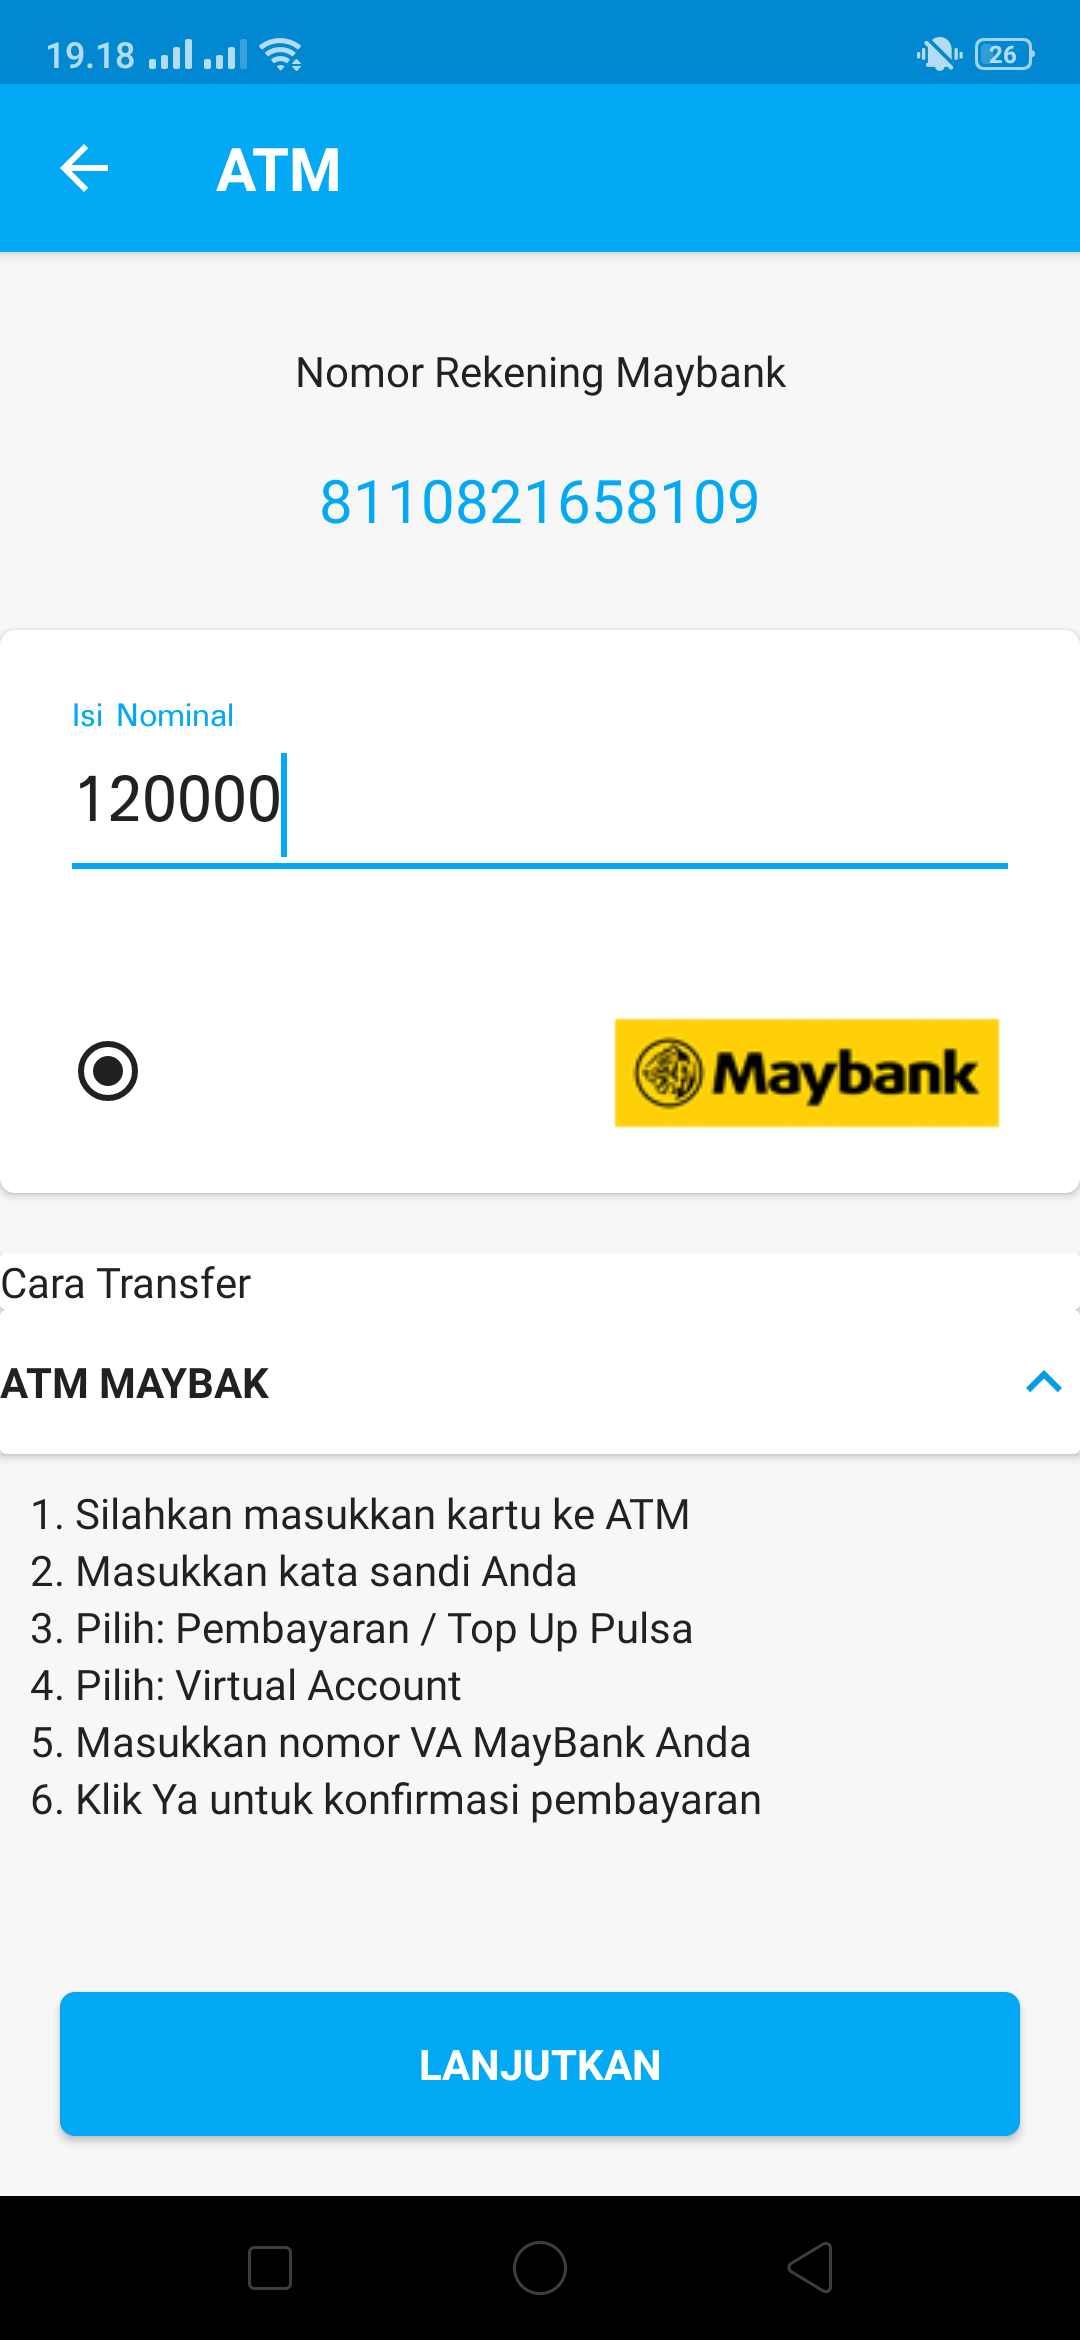 19.18
26
ATM
Nomor Rekening Maybank
8110821658109
Isi Nominal
120000
Maybank
Cara Transfer
ATM MAYBAK
1. Silahkan masukkan kartu ke ATM
2. Masukkan kata sandi Anda
3. Pilih: Pembayaran / Top Up Pulsa
4. Pilih: Virtual Account
5. Masukkan nomor VA MayBank Anda
6. Klik Ya untuk konfirmasi pembayaran
LANJUTKAN